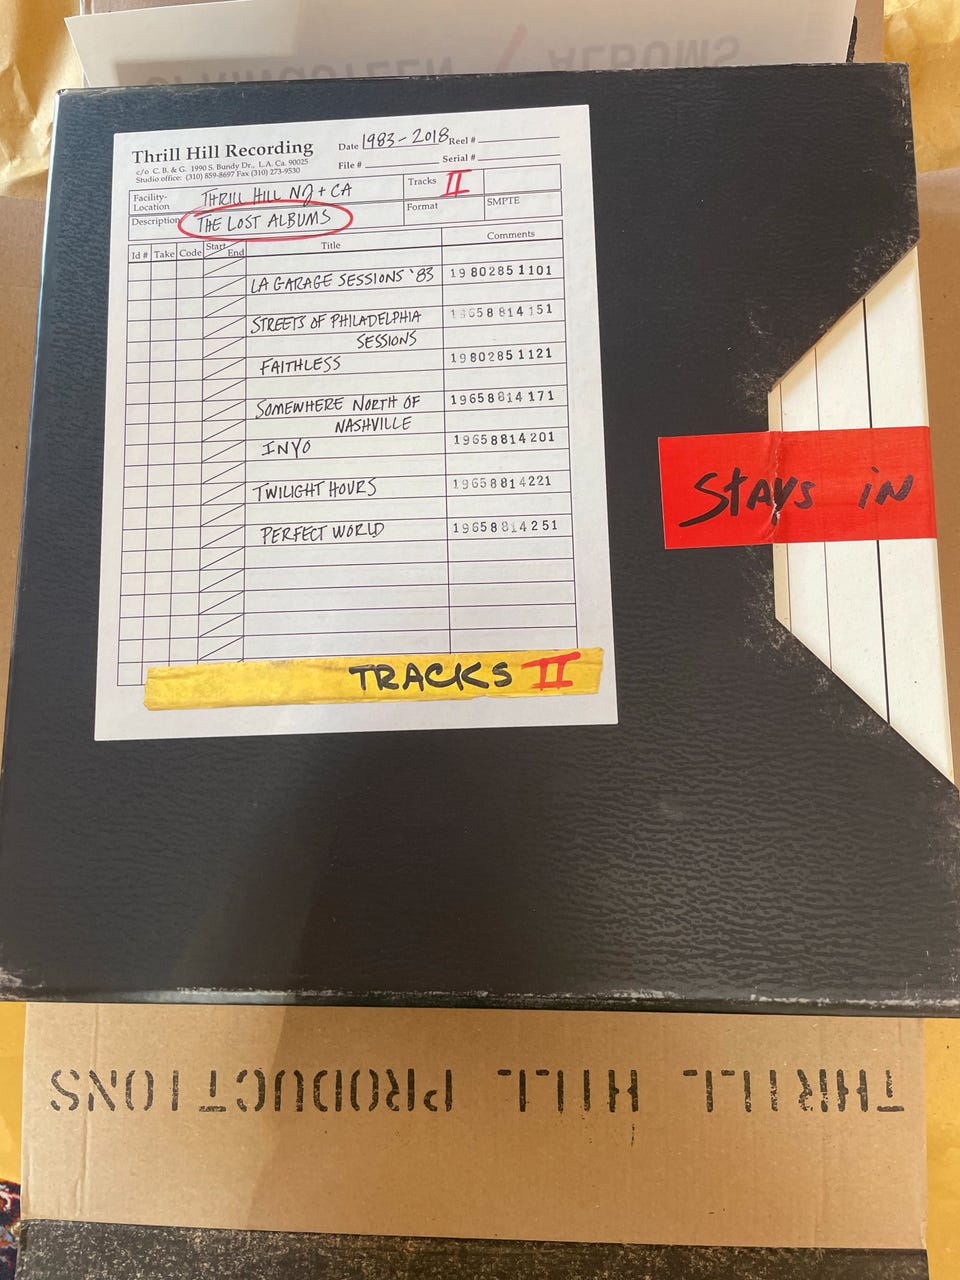 SPRINGSTEEN / ALBUMS
Thrill Hill Recording
c/o C. B. & G. 1990 S. Bundy Dr., L.A. Ca. 90025
Studio office: (310) 859-8697 Fax (310) 273-9530
Date 1983-2018 Reel #
File # Serial #
Facility-Location THRILL HILL NJ + CA
Tracks II
Description THE LOST ALBUMS
Format SMPTE
Id # Take Code Start End Title Comments
LA GARAGE SESSIONS '83 19802851101
STREETS OF PHILADELPHIA SESSIONS 19658814151
FAITHLESS 19802851121
SOMEWHERE NORTH OF NASHVILLE 19658814171
INYO 19658814201
TWILIGHT HOURS 19658814221
PERFECT WORLD 19658814251
TRACKS II
STAYS IN
THRILL HILL PRODUCTIONS